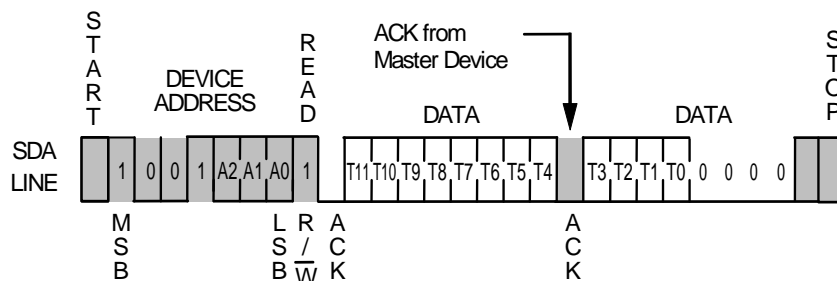 START
DEVICE
ADDRESS
READ
ACK from
Master Device
STOP
DATA
DATA
SDA
LINE
1 0 0 1 A2 A1 A0 1 T11 T10 T9 T8 T7 T6 T5 T4 T3 T2 T1 T0 0 0 0 0
MSB
LSB
R/W
ACK
ACK